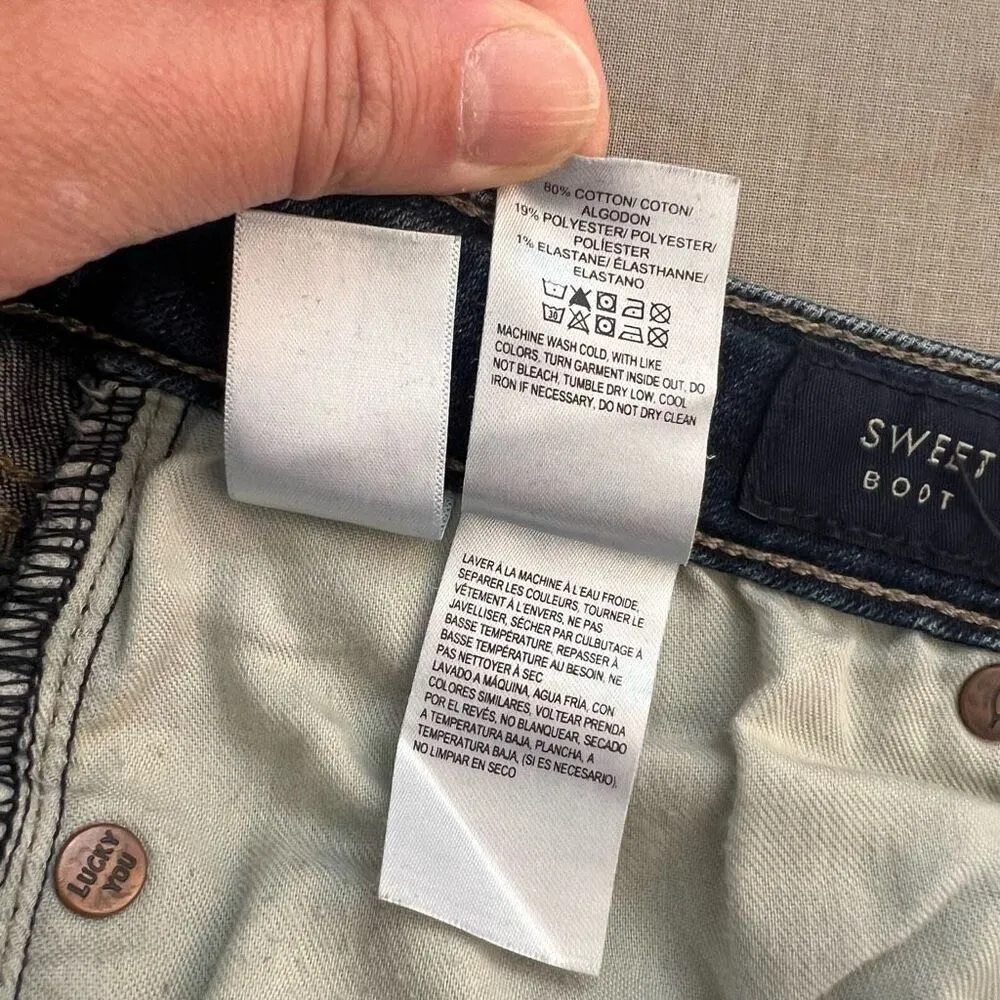 80% COTTON/ COTON/
ALGODON
19% POLYESTER/ POLYESTER/
POLÍESTER
1% ELASTANE/ ÉLASTHANNE/
ELASTANO
30
MACHINE WASH COLD, WITH LIKE
COLORS, TURN GARMENT INSIDE OUT, DO
NOT BLEACH, TUMBLE DRY LOW, COOL
IRON IF NECESSARY, DO NOT DRY CLEAN
SWEET
BOOT
LAVER À LA MACHINE À L'EAU FROIDE,
SEPARER LES COULEURS, TOURNER LE
VÊTEMENT À L'ENVERS, NE PAS
JAVELLISER, SÉCHER PAR CULBUTAGE A
BASSE TEMPÉRATURE, REPASSER À
BASSE TEMPÉRATURE AU BESOIN, NE
PAS NETTOYER À SEC
LAVADO A MÁQUINA, AGUA FRÍA, CON
COLORES SIMILARES, VOLTEAR PRENDA
POR EL REVÉS, NO BLANQUEAR, SECADO
A TEMPERATURA BAJA, PLANCHA, A
TEMPERATURA BAJA, (SI ES NECESARIO),
NO LIMPIAR EN SECO
LUCKY
YOU